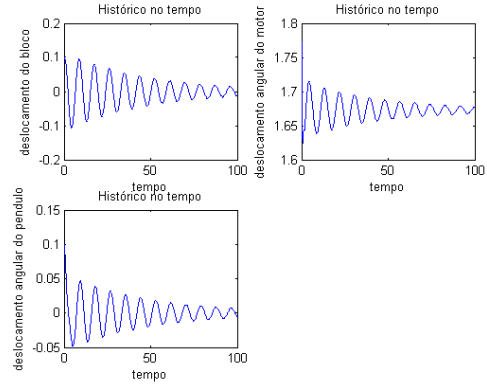 Histórico no tempo
deslocamento do bloco
0.2
0.1
0
-0.1
-0.2
0
50
100
tempo
Histórico no tempo
deslocamento angular do motor
1.8
1.75
1.7
1.65
1.6
0
50
100
tempo
Histórico no tempo
deslocamento angular do pendulo
0.15
0.1
0.05
0
-0.05
0
50
100
tempo